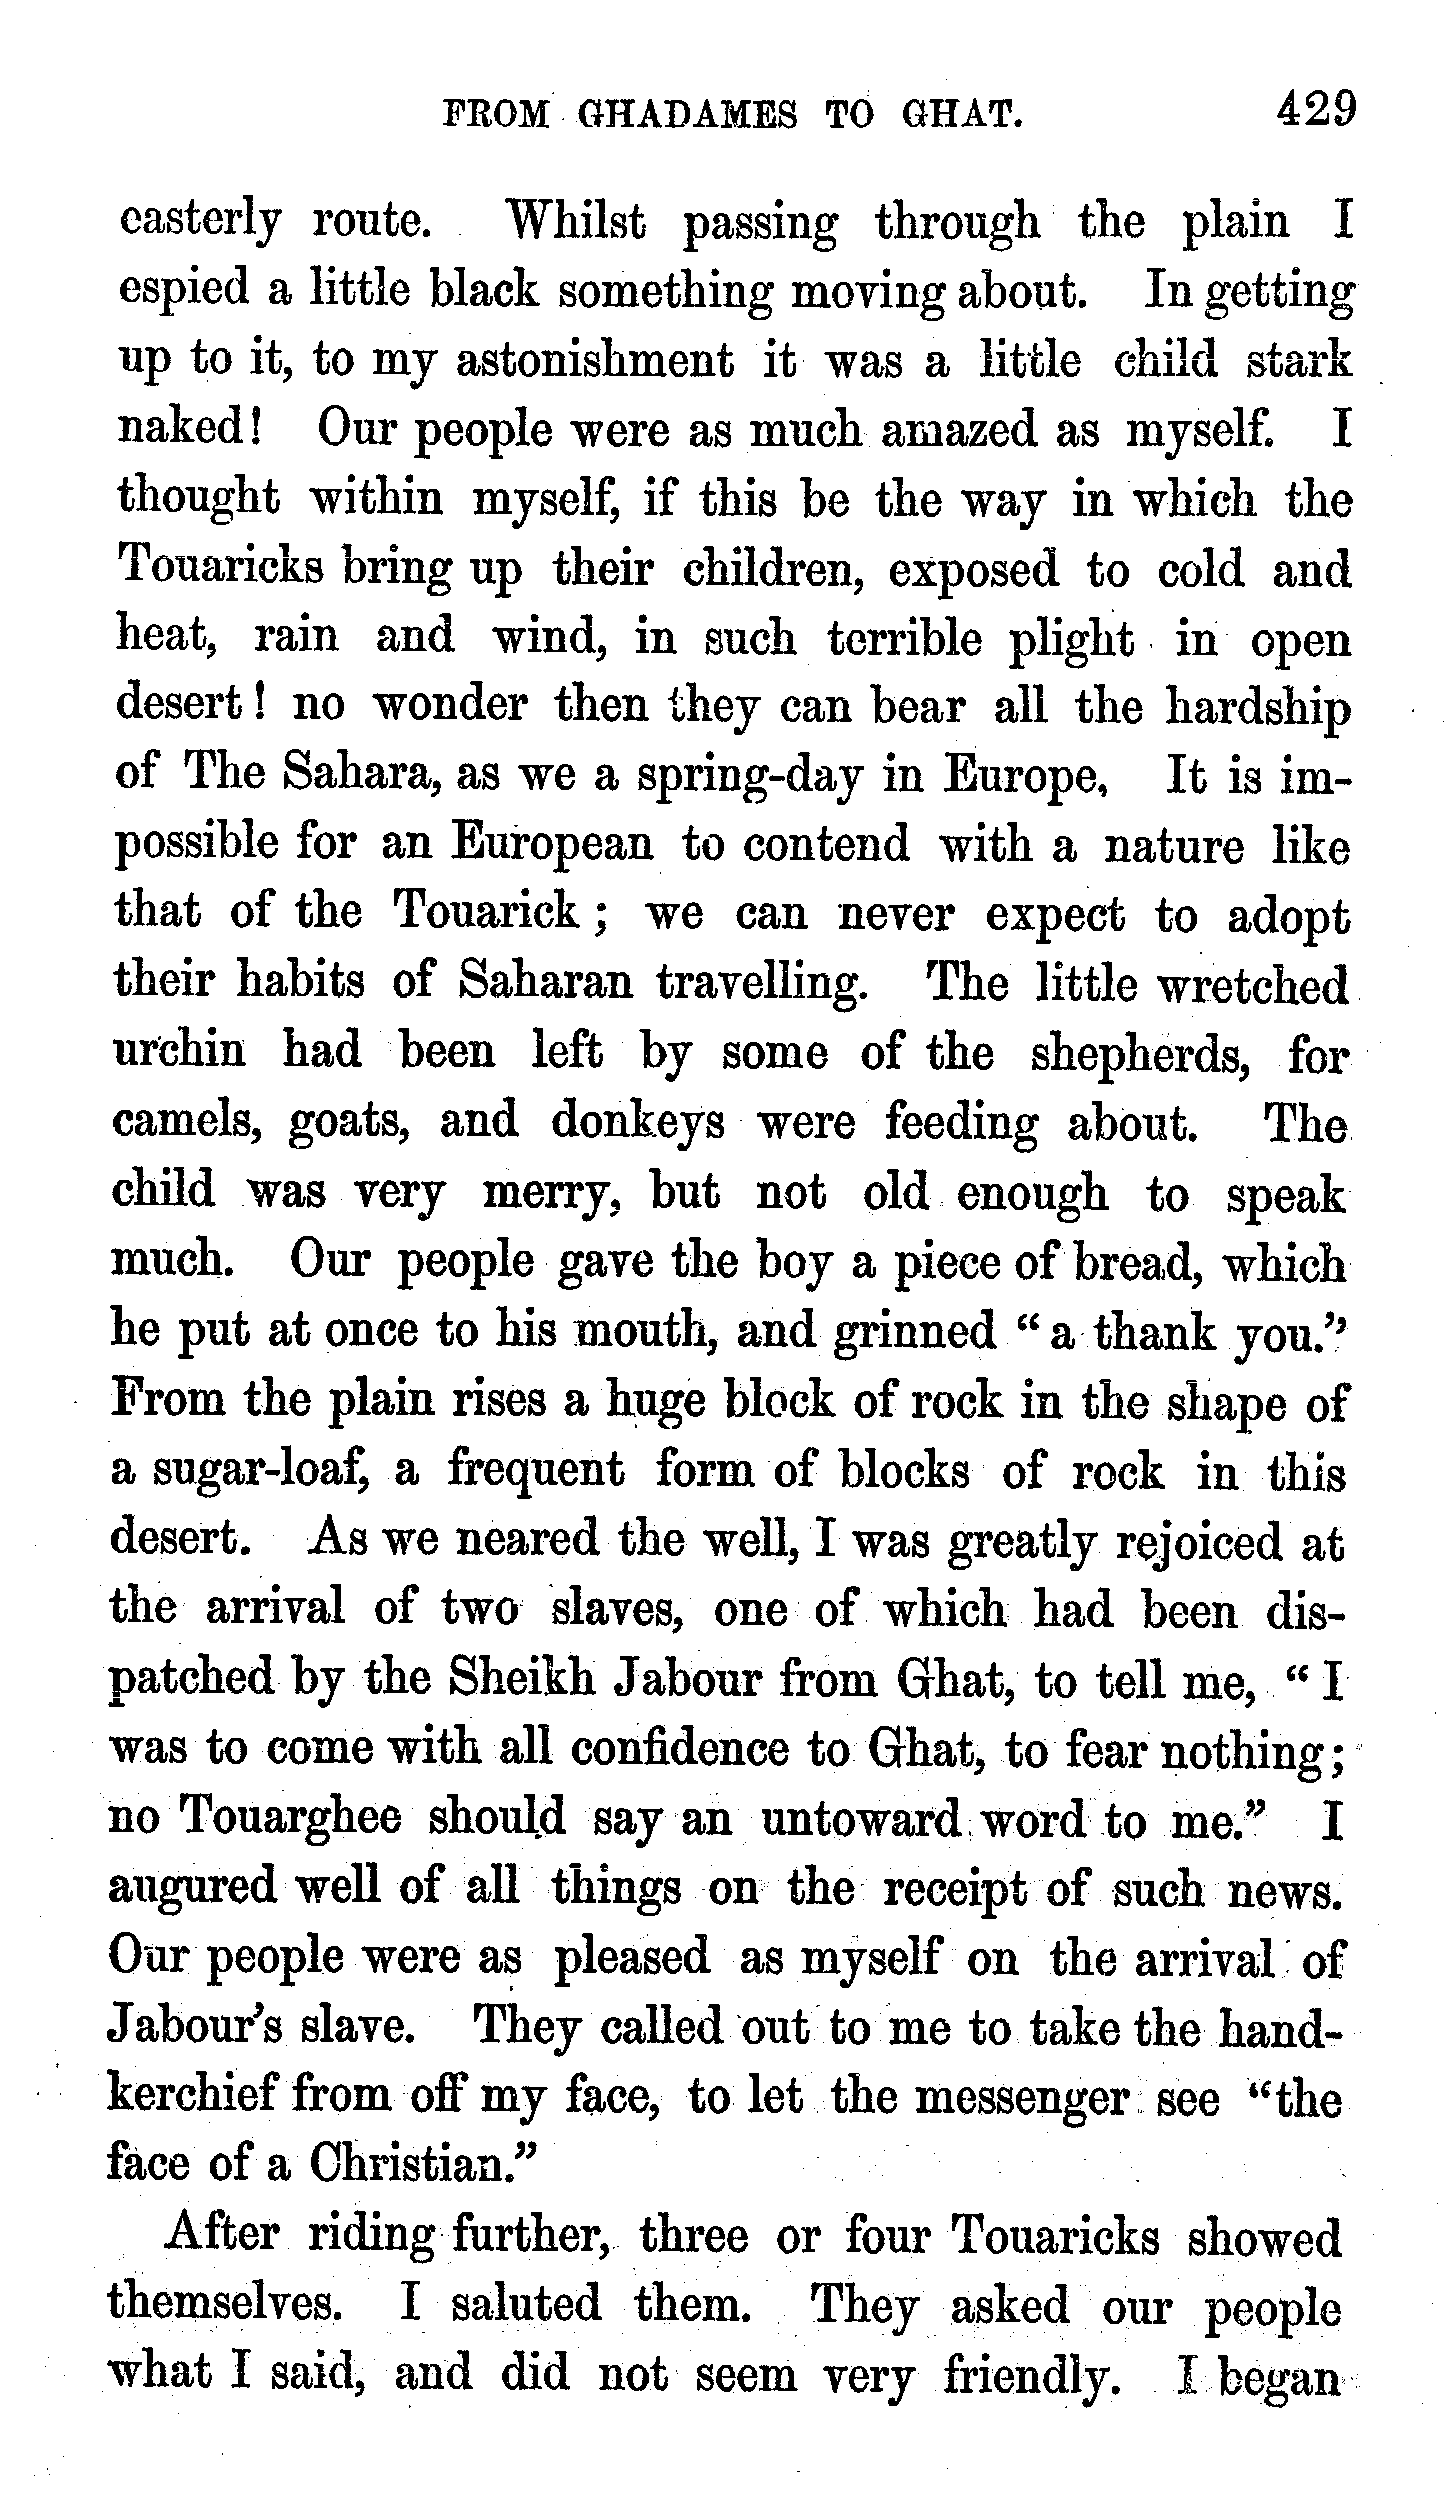 FROM GHADAMES TO GHAT. 429
easterly route. Whilst passing through the plain I
espied a little black something moving about. In getting
up to it, to my astonishment it was a little child stark
naked! Our people were as much amazed as myself. I
thought within myself, if this be the way in which the
Touaricks bring up their children, exposed to cold and
heat, rain and wind, in such terrible plight in open
desert! no wonder then they can bear all the hardship
of The Sahara, as we a spring-day in Europe, It is im-
possible for an European to contend with a nature like
that of the Touarick; we can never expect to adopt
their habits of Saharan travelling. The little wretched
urchin had been left by some of the shepherds, for
camels, goats, and donkeys were feeding about. The
child was very merry, but not old enough to speak
much. Our people gave the boy a piece of bread, which
he put at once to his mouth, and grinned "a thank you."
From the plain rises a huge block of rock in the shape of
a sugar-loaf, a frequent form of blocks of rock in this
desert. As we neared the well, I was greatly rejoiced at
the arrival of two slaves, one of which had been dis-
patched by the Sheikh Jabour from Ghat, to tell me, "I
was to come with all confidence to Ghat, to fear nothing;
no Touarghee should say an untoward word to me." I
augured well of all things on the receipt of such news.
Our people were as pleased as myself on the arrival of
Jabour's slave. They called out to me to take the hand-
kerchief from off my face, to let the messenger see "the
face of a Christian."
After riding further, three or four Touaricks showed
themselves. I saluted them. They asked our people
what I said, and did not seem very friendly. I began